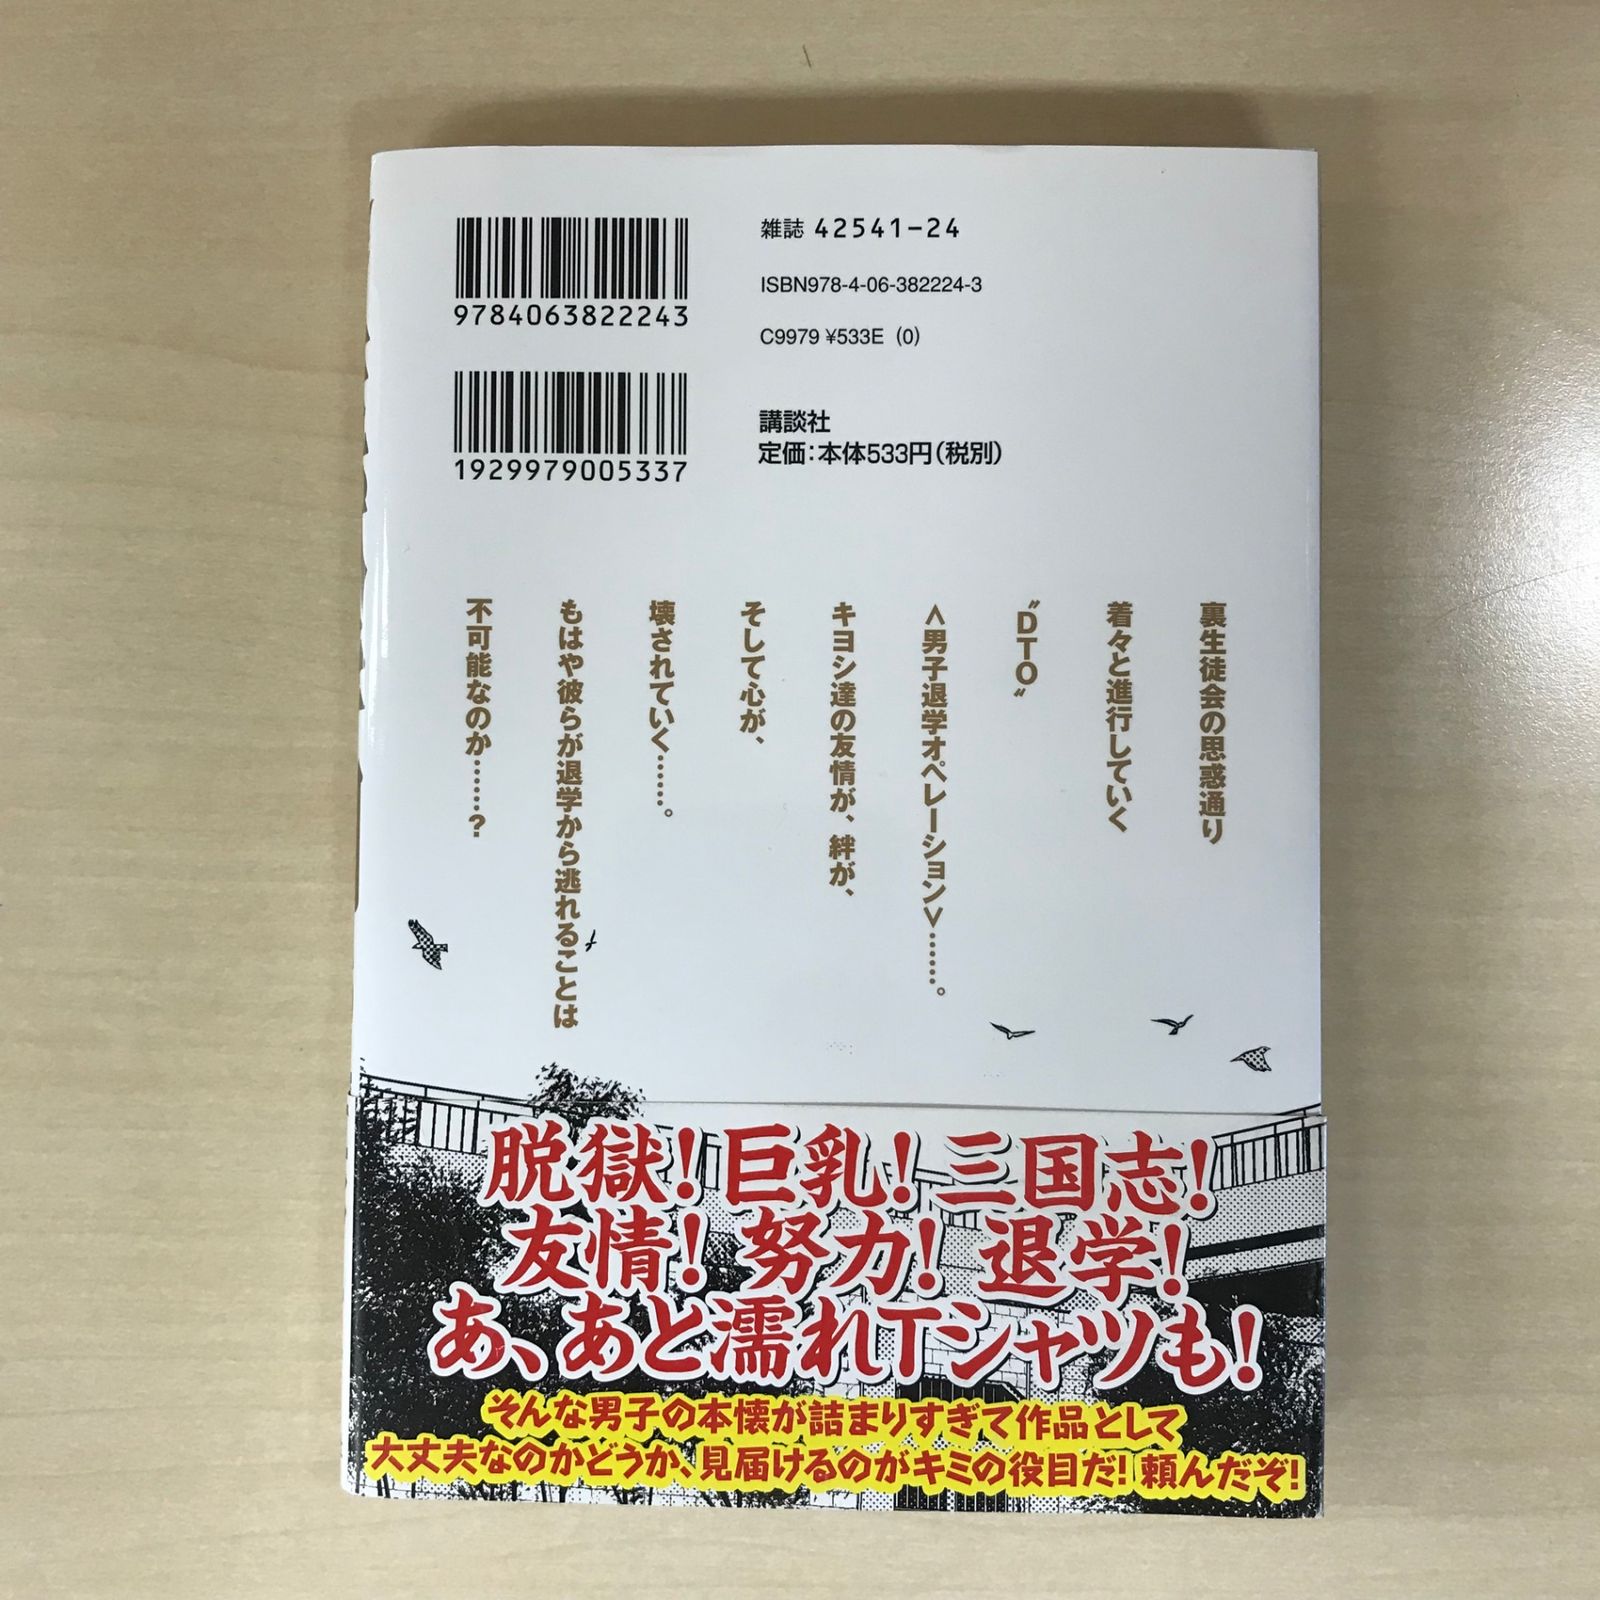 9784063822243
雑誌 42541-24
ISBN978-4-06-382224-3
C9979 ¥533E (0)
1929979005337
講談社
定価：本体533円（税別）
裏生徒会の思惑通り
着々と進行していく
〝DTO〟
＜男子退学オペレーション＞……。
キヨシ達の友情が、絆が、
そして心が、
壊されていく……。
もはや彼らが退学から逃れることは
不可能なのか……？
脱獄！巨乳！三国志！
友情！努力！退学！
あ、あと濡れTシャツも！
そんな男子の本懐が詰まりすぎて作品として
大丈夫なのかどうか、見届けるのがキミの役目だ！頼んだぞ！